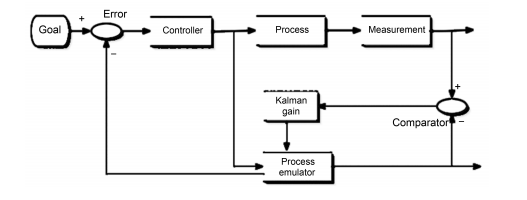 Error
Goal
+
–
Controller
Process
Measurement
+
Kalman
gain
Comparator
–
Process
emulator